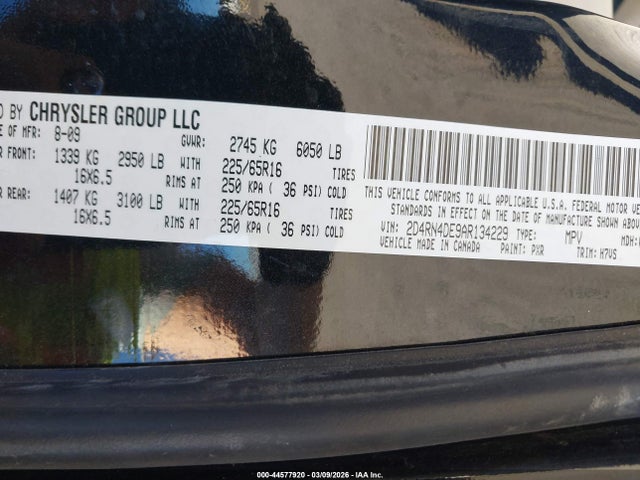 D BY CHRYSLER GROUP LLC
E OF MFR: 8-09 GVWR: 2745 KG 6050 LB
FRONT: 1339 KG 2950 LB WITH 225/65R16 TIRES
16X6.5 RIMS AT 250 KPA ( 36 PSI) COLD
REAR: 1407 KG 3100 LB WITH 225/65R16 TIRES
16X6.5 RIMS AT 250 KPA ( 36 PSI) COLD
THIS VEHICLE CONFORMS TO ALL APPLICABLE U.S.A. FEDERAL MOTOR VE
STANDARDS IN EFFECT ON THE DATE OF MANUFACTURE SHOWN ABOVE
VIN: 2D4RN4DE9AR134229 TYPE: MPV MDH:
VEHICLE MADE IN CANADA PAINT: PXR TRIM: H7VS
000-44577920 | 03/09/2026 | IAA Inc.